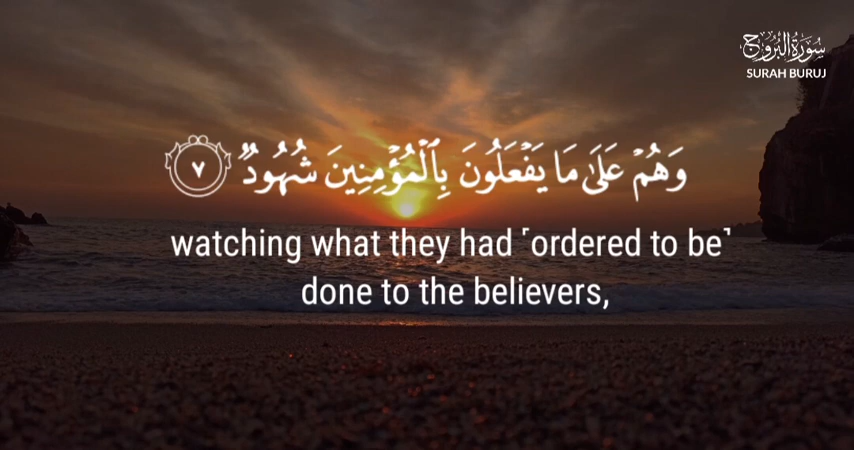 سُورَةُ البُرُوج
SURAH BURUJ
وَهُمۡ عَلَىٰ مَا يَفۡعَلُونَ بِٱلۡمُؤۡمِنِينَ شُهُودٞ ٧
watching what they had ˹ordered to be˺
done to the believers,